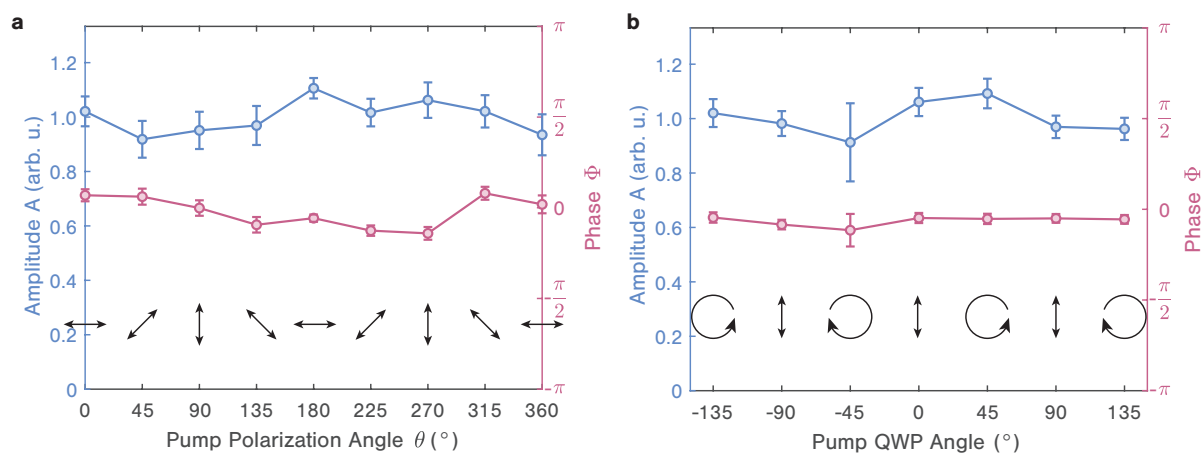 a
Amplitude A (arb. u.)
1.2
1.0
0.8
0.6
0.4
0.2
0
π
π/2
0
-π/2
-π
Phase Φ
0 45 90 135 180 225 270 315 360
Pump Polarization Angle θ (°)
b
Amplitude A (arb. u.)
1.2
1.0
0.8
0.6
0.4
0.2
0
π
π/2
0
-π/2
-π
Phase Φ
-135 -90 -45 0 45 90 135
Pump QWP Angle (°)